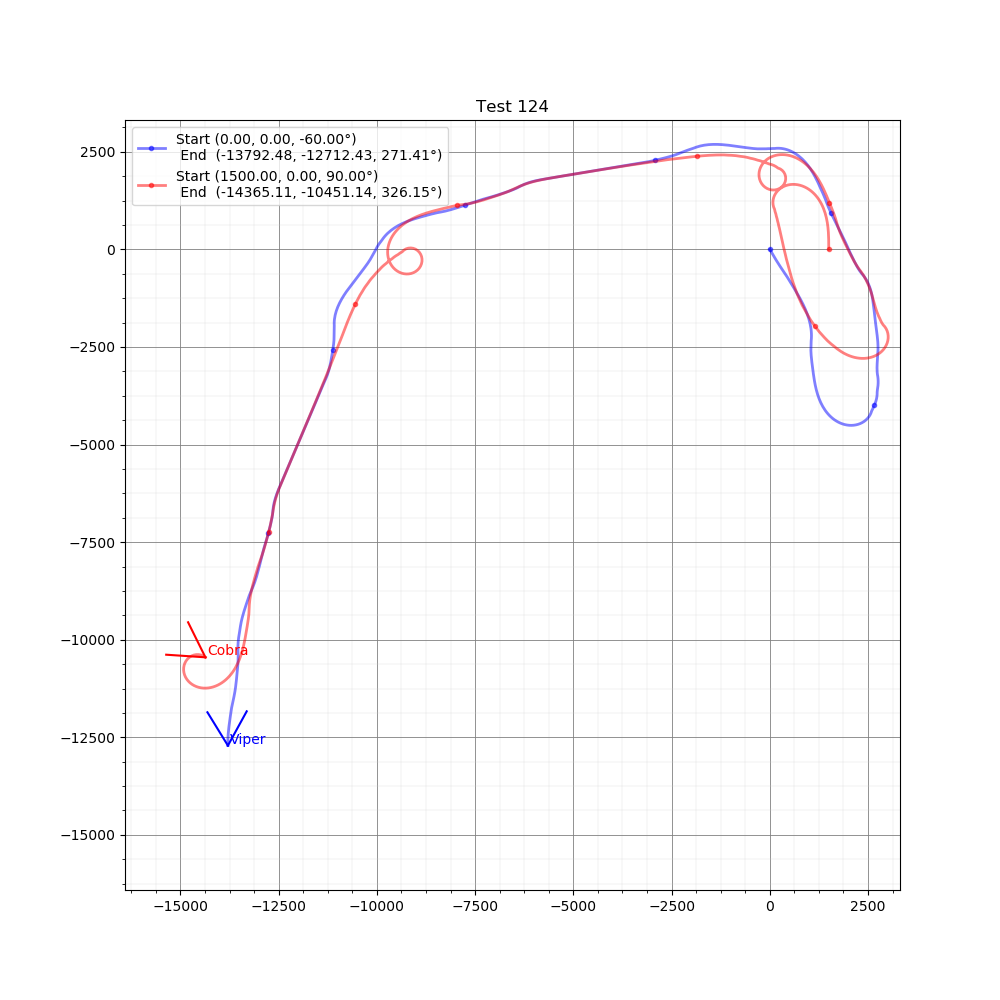 Test 124
Start (0.00, 0.00, -60.00°)
End  (-13792.48, -12712.43, 271.41°)
Start (1500.00, 0.00, 90.00°)
End  (-14365.11, -10451.14, 326.15°)
2500
0
−2500
−5000
−7500
−10000
−12500
−15000
Cobra
Viper
−15000 −12500 −10000 −7500 −5000 −2500 0 2500